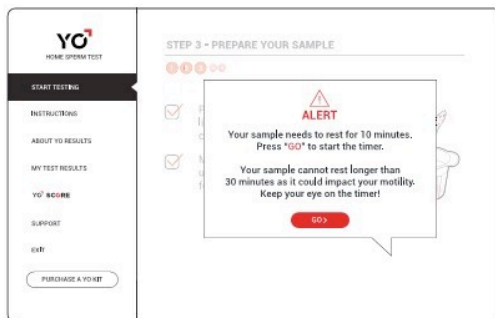 YO
HOME SPERM TEST
START TESTING
INSTRUCTIONS
ABOUT YO RESULTS
MY TEST RESULTS
YO SCORE
SUPPORT
EXIT
PURCHASE A YO KIT
STEP 3 - PREPARE YOUR SAMPLE
ALERT
Your sample needs to rest for 10 minutes.
Press "GO" to start the timer.
Your sample cannot rest longer than
30 minutes as it could impact your motility.
Keep your eye on the timer!
GO >